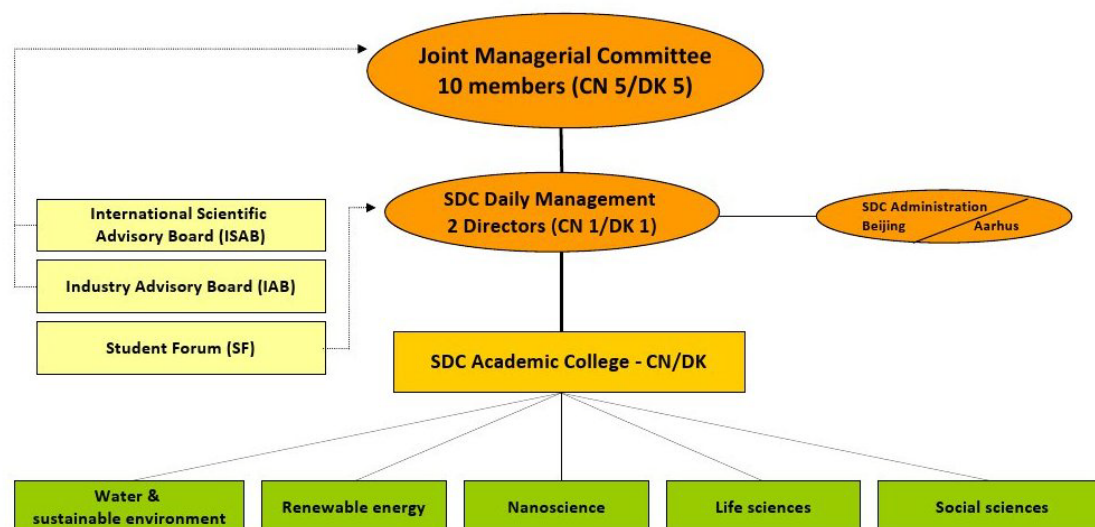 Joint Managerial Committee
10 members (CN 5/DK 5)
SDC Daily Management
2 Directors (CN 1/DK 1)
SDC Administration
Beijing
Aarhus
International Scientific
Advisory Board (ISAB)
Industry Advisory Board (IAB)
Student Forum (SF)
SDC Academic College - CN/DK
Water &
sustainable environment
Renewable energy
Nanoscience
Life sciences
Social sciences